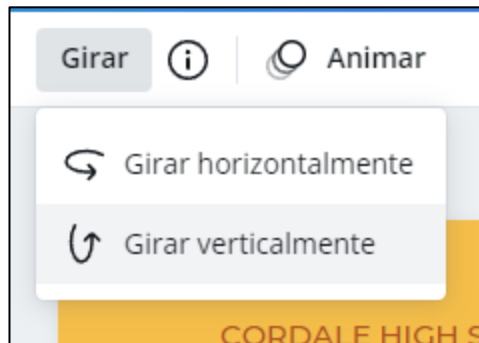 Girar Animar
Girar horizontalmente
Girar verticalmente
CORDALE HIGH S